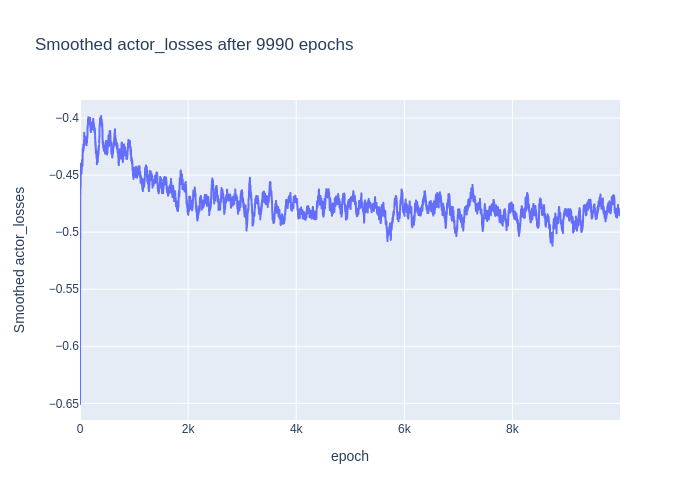 Smoothed actor_losses after 9990 epochs
Smoothed actor_losses
−0.4
−0.45
−0.5
−0.55
−0.6
−0.65
0
2k
4k
6k
8k
epoch